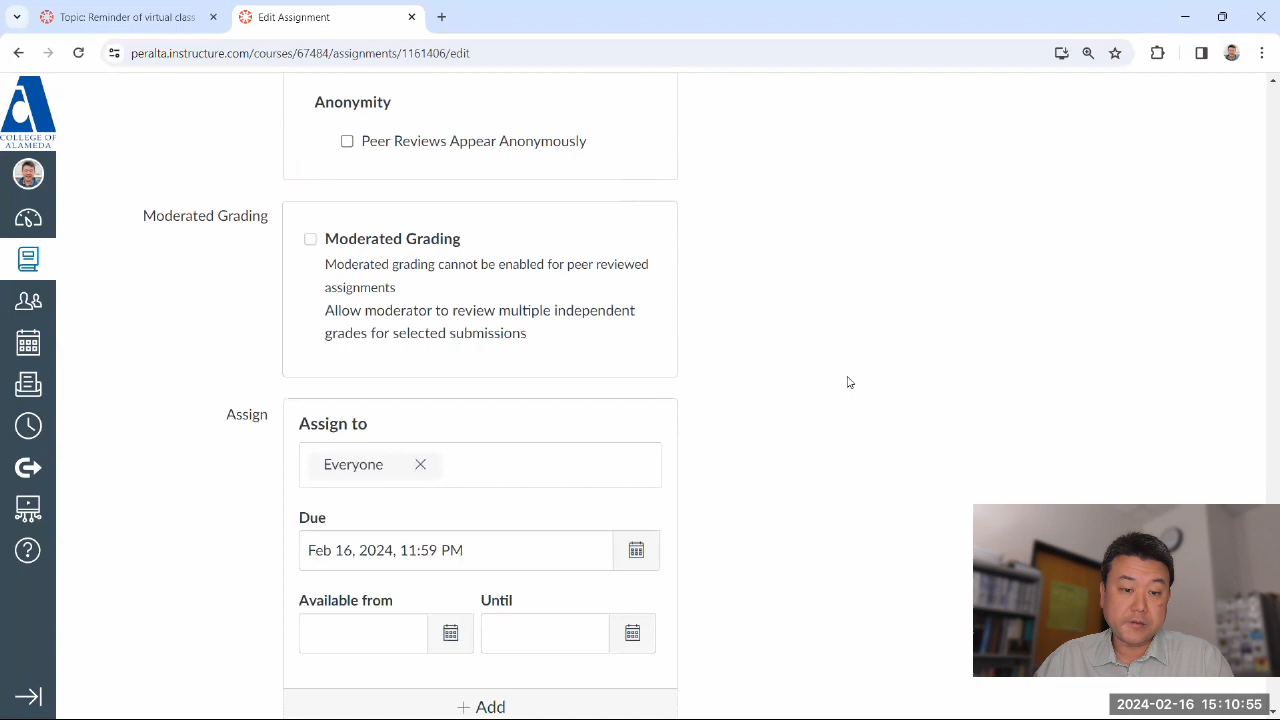 Topic: Reminder of virtual class
Edit Assignment
peralta.instructure.com/courses/67484/assignments/1161406/edit
COLLEGE OF
ALAMEDA
Anonymity
Peer Reviews Appear Anonymously
Moderated Grading
Moderated Grading
Moderated grading cannot be enabled for peer reviewed
assignments
Allow moderator to review multiple independent
grades for selected submissions
Assign
Assign to
Everyone
Due
Feb 16, 2024, 11:59 PM
Available from
Until
Add
2024-02-16 15:10:55